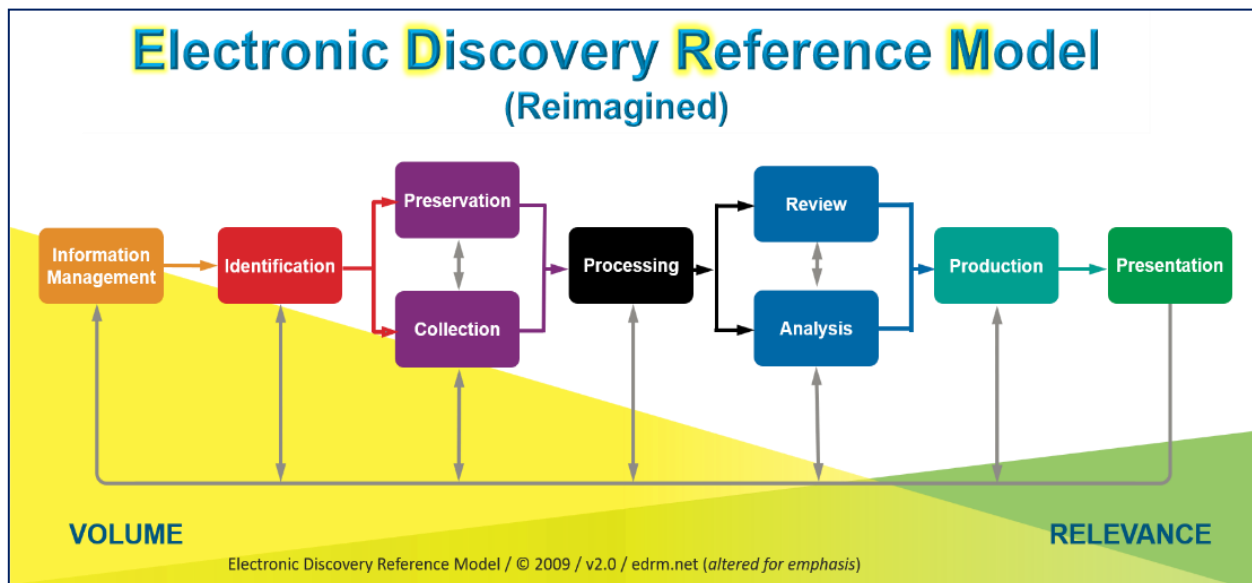 Electronic Discovery Reference Model
(Reimagined)
Information
Management
Identification
Preservation
Collection
Processing
Review
Analysis
Production
Presentation
VOLUME
RELEVANCE
Electronic Discovery Reference Model / © 2009 / v2.0 / edrm.net (altered for emphasis)